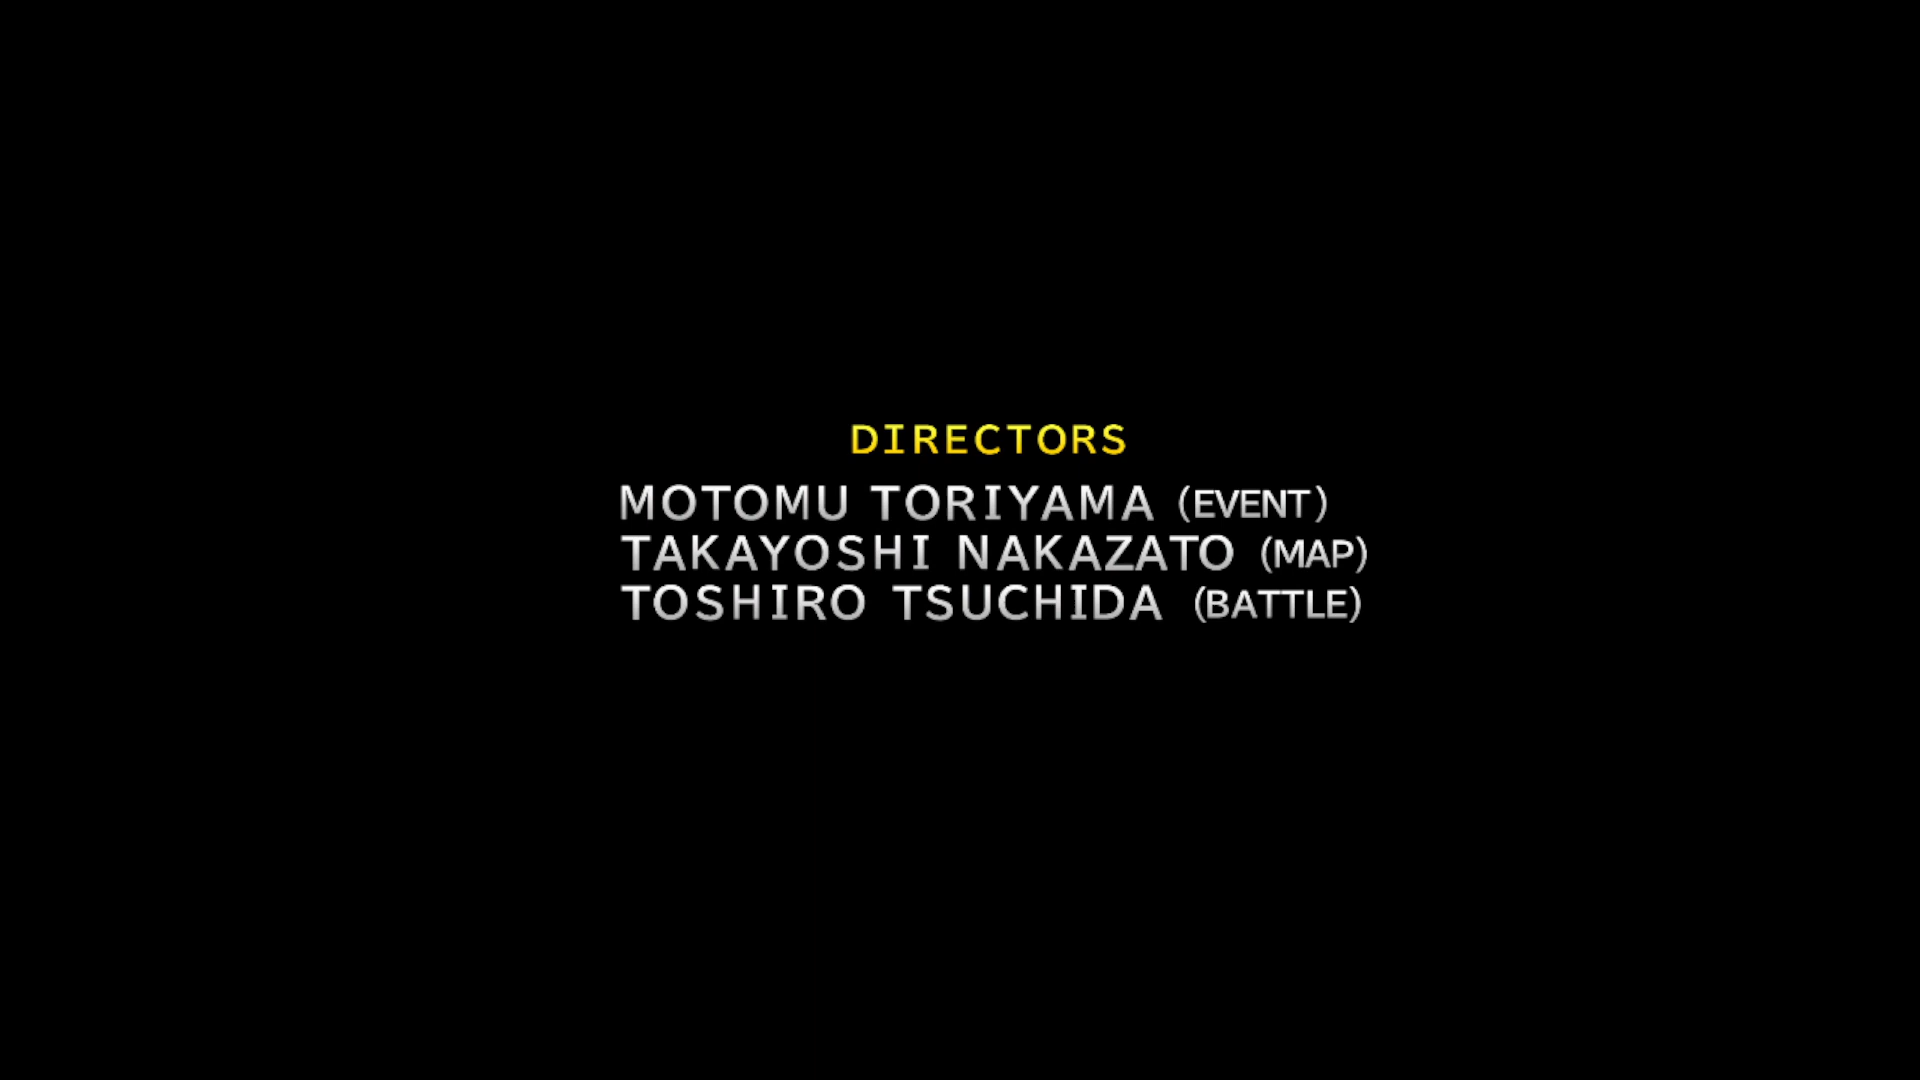 DIRECTORS
MOTOMU TORIYAMA (EVENT)
TAKAYOSHI NAKAZATO (MAP)
TOSHIRO TSUCHIDA (BATTLE)